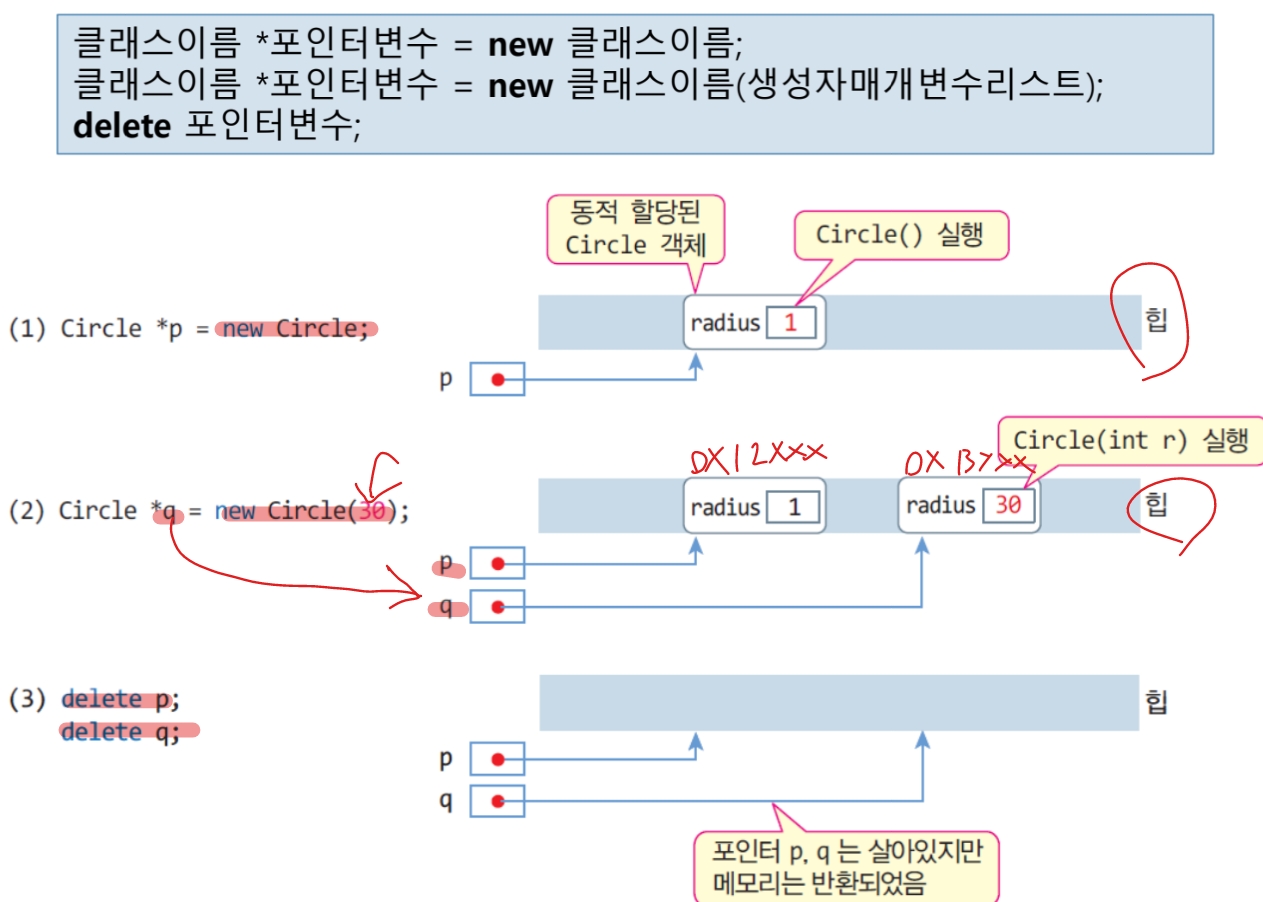 클래스이름 *포인터변수 = new 클래스이름;
클래스이름 *포인터변수 = new 클래스이름(생성자매개변수리스트);
delete 포인터변수;
동적 할당된
Circle 객체
Circle() 실행
(1) Circle *p = new Circle;
radius 1
힙
p
Circle(int r) 실행
0X12XXX
0X137XX
(2) Circle *q = new Circle(30);
radius 1
radius 30
힙
p
q
(3) delete p;
delete q;
힙
p
q
포인터 p, q 는 살아있지만
메모리는 반환되었음